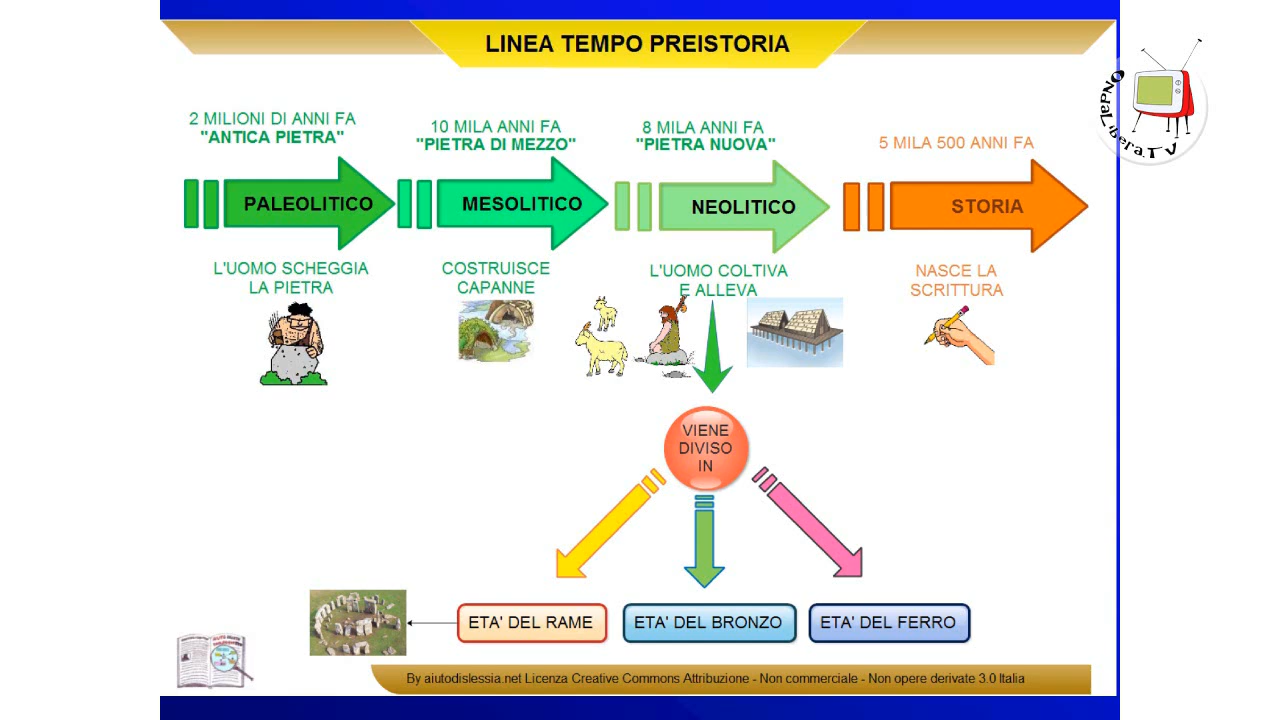 LINEA TEMPO PREISTORIA
OndaLiberaTV
2 MILIONI DI ANNI FA
"ANTICA PIETRA"
10 MILA ANNI FA
"PIETRA DI MEZZO"
8 MILA ANNI FA
"PIETRA NUOVA"
5 MILA 500 ANNI FA
PALEOLITICO
MESOLITICO
NEOLITICO
STORIA
L'UOMO SCHEGGIA
LA PIETRA
COSTRUISCE
CAPANNE
L'UOMO COLTIVA
E ALLEVA
NASCE LA
SCRITTURA
VIENE
DIVISO
IN
ETA' DEL RAME
ETA' DEL BRONZO
ETA' DEL FERRO
By aiutodislessia.net Licenza Creative Commons Attribuzione - Non commerciale - Non opere derivate 3.0 Italia